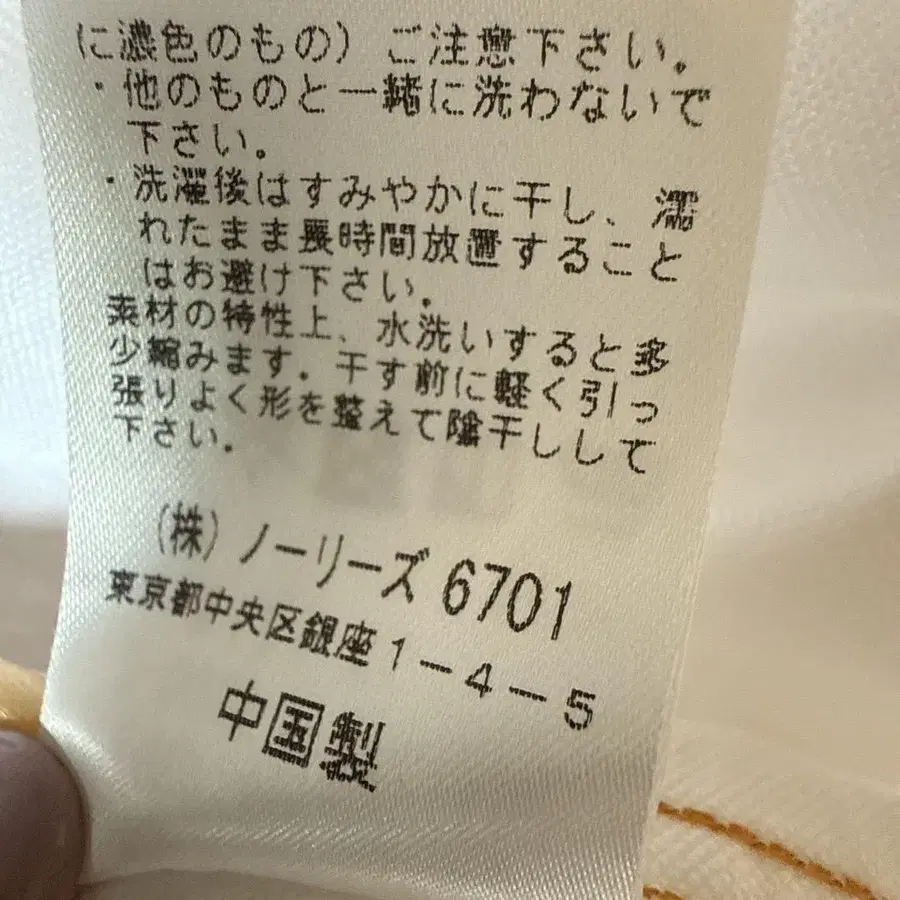 に濃色のもの）ご注意下さい。
・他のものと一緒に洗わないで
下さい。
・洗濯後はすみやかに干し、濡
れたまま長時間放置すること
はお避け下さい。
素材の特性上、水洗いすると多
少縮みます。干す前に軽く引っ
張りよく形を整えて陰干しして
下さい。
（株）ノーリーズ 6701
東京都中央区銀座1－4－5
中国製